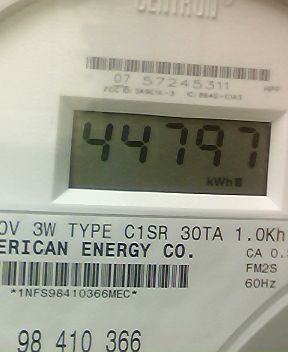 CENTRON
07 57245311
44797
kWh
0V 3W TYPE C1SR 30TA 1.0Kh
ERICAN ENERGY CO.
CA 0.
FM2S
*1NFS98410366MEC*
60Hz
98 410 366